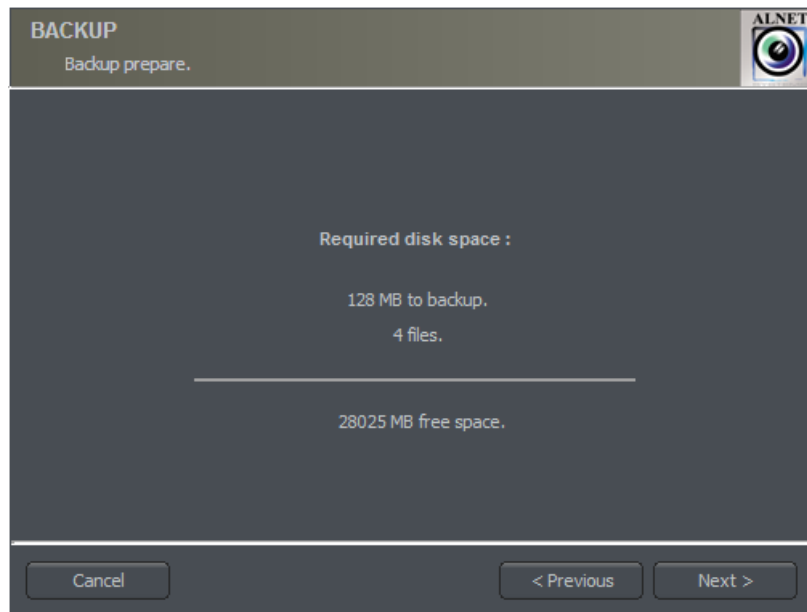 BACKUP
ALNET
Backup prepare.
Required disk space :
128 MB to backup.
4 files.
28025 MB free space.
Cancel
< Previous
Next >